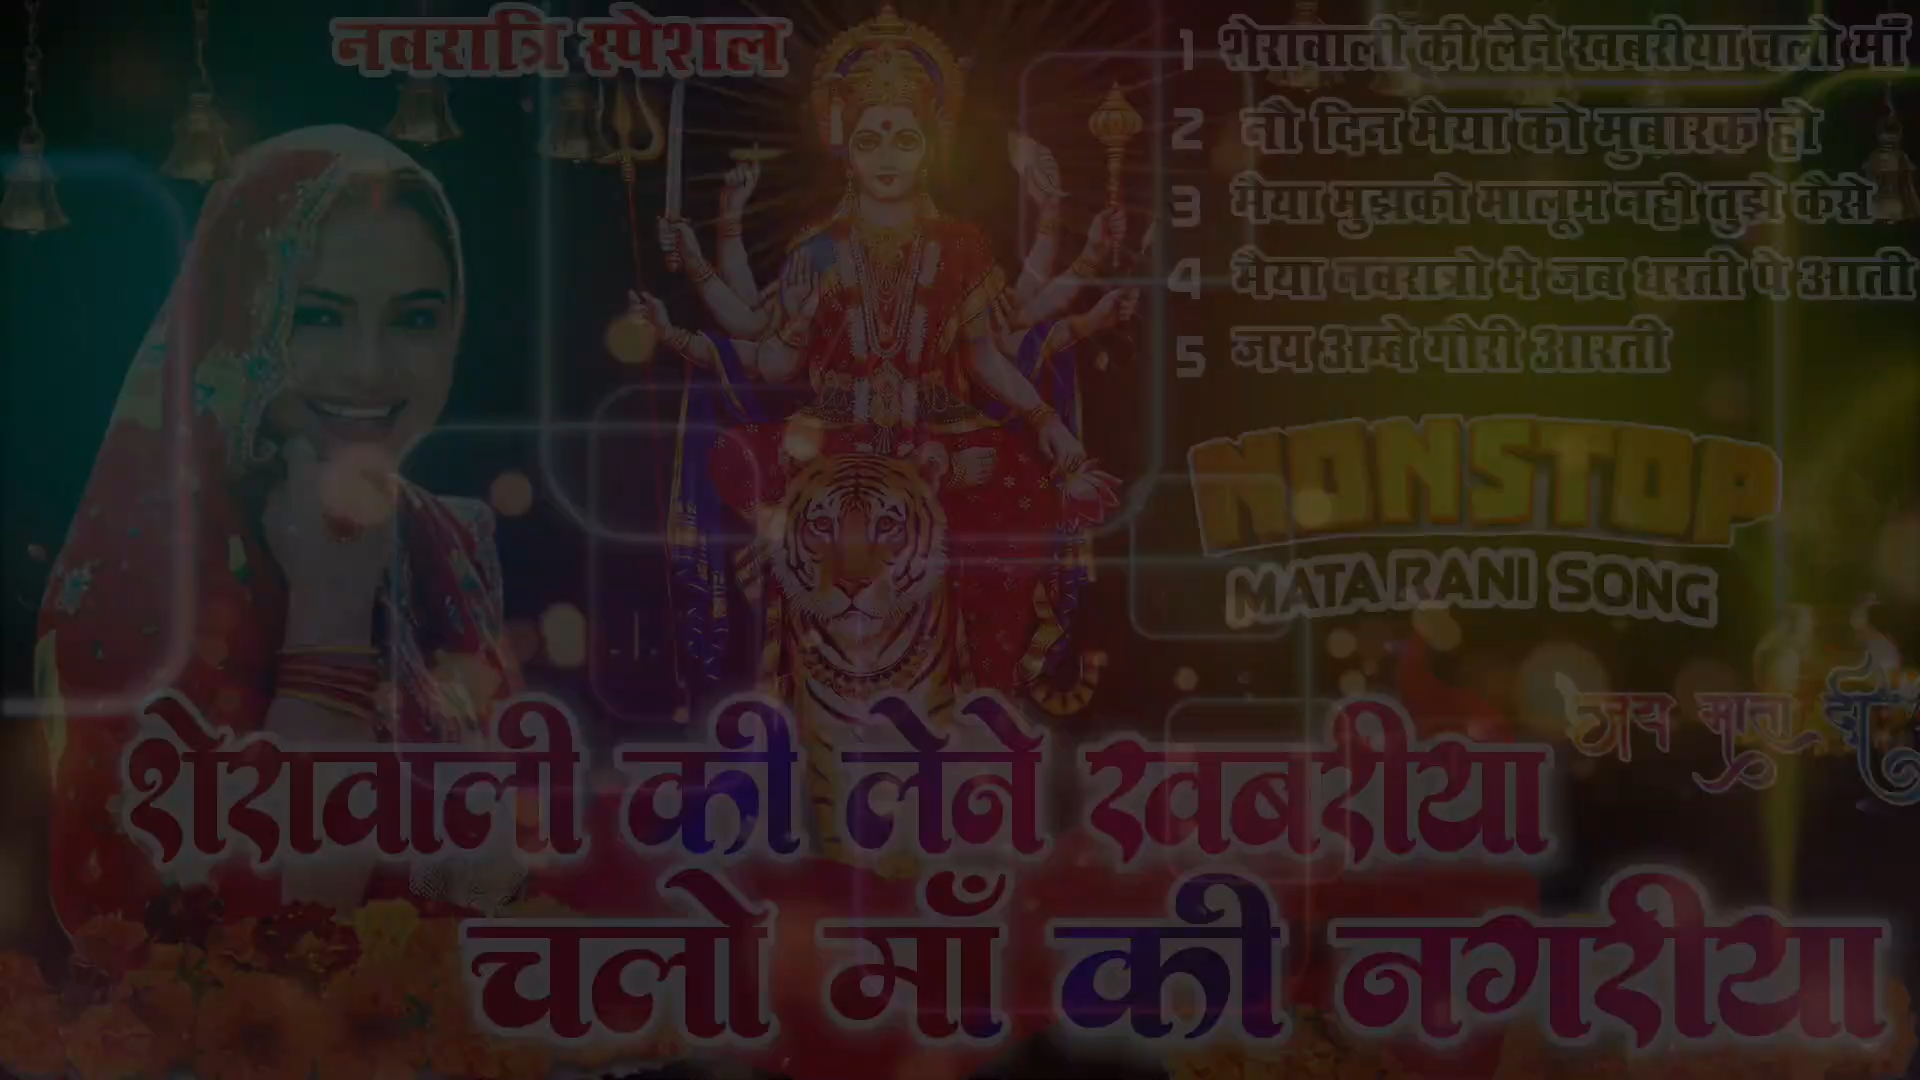 नवरात्रि स्पेशल
1 शेरावाली की लेने खबरीया चलो माँ
2 नौ दिन मैया को मुबारक हो
3 मैया मुझको मालूम नही तुझे कैसे
4 मैया नवरात्रो मे जब धरती पे आती
5 जय अम्बे गौरी आरती
NONSTOP
MATA RANI SONG
जय माता दी
शेरावाली की लेने खबरीया
चलो माँ की नगरीया